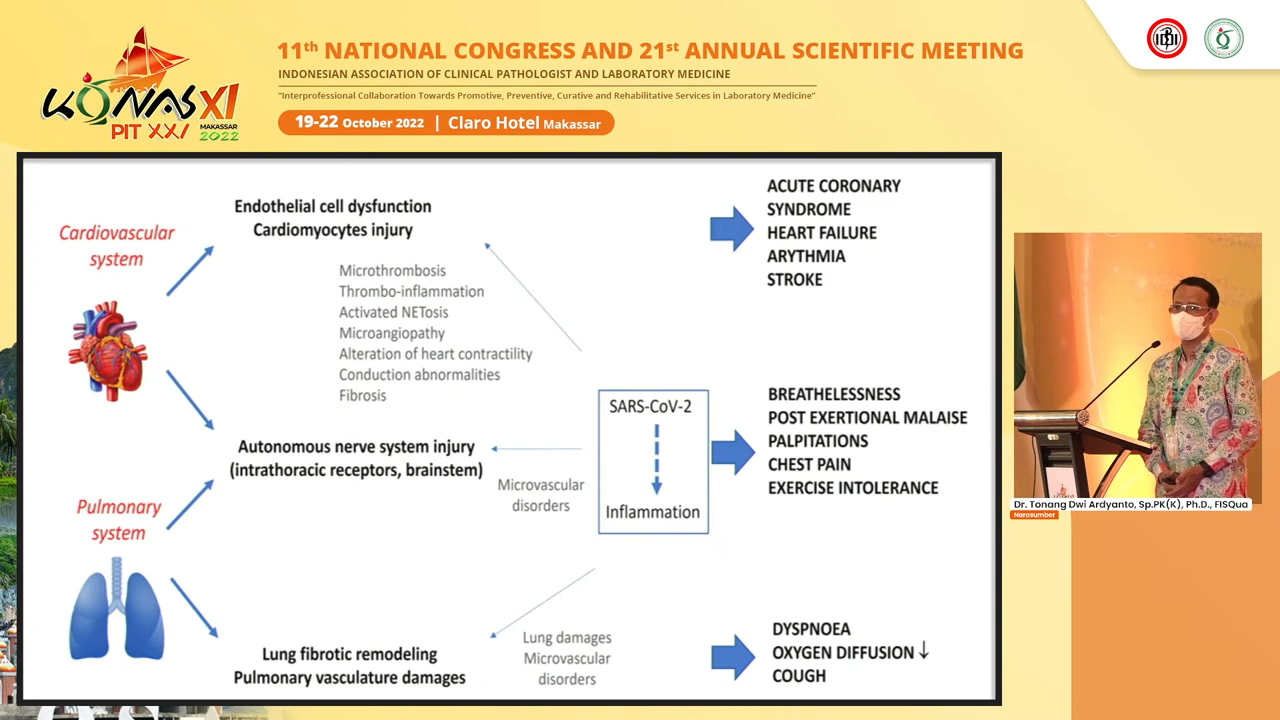 KONAS XI
PIT XXI
MAKASSAR
2022
11th NATIONAL CONGRESS AND 21st ANNUAL SCIENTIFIC MEETING
INDONESIAN ASSOCIATION OF CLINICAL PATHOLOGIST AND LABORATORY MEDICINE
"Interprofessional Collaboration Towards Promotive, Preventive, Curative and Rehabilitative Services in Laboratory Medicine"
19-22 October 2022 | Claro Hotel Makassar
Cardiovascular
system
Endothelial cell dysfunction
Cardiomyocytes injury
Microthrombosis
Thrombo-inflammation
Activated NETosis
Microangiopathy
Alteration of heart contractility
Conduction abnormalities
Fibrosis
ACUTE CORONARY
SYNDROME
HEART FAILURE
ARYTHMIA
STROKE
Autonomous nerve system injury
(intrathoracic receptors, brainstem)
Microvascular
disorders
SARS-CoV-2
Inflammation
BREATHELESSNESS
POST EXERTIONAL MALAISE
PALPITATIONS
CHEST PAIN
EXERCISE INTOLERANCE
Pulmonary
system
Lung fibrotic remodeling
Pulmonary vasculature damages
Lung damages
Microvascular
disorders
DYSPNOEA
OXYGEN DIFFUSION ↓
COUGH
Dr. Tonang Dwi Ardyanto, Sp.PK(K), Ph.D., FISQua
Narasumber